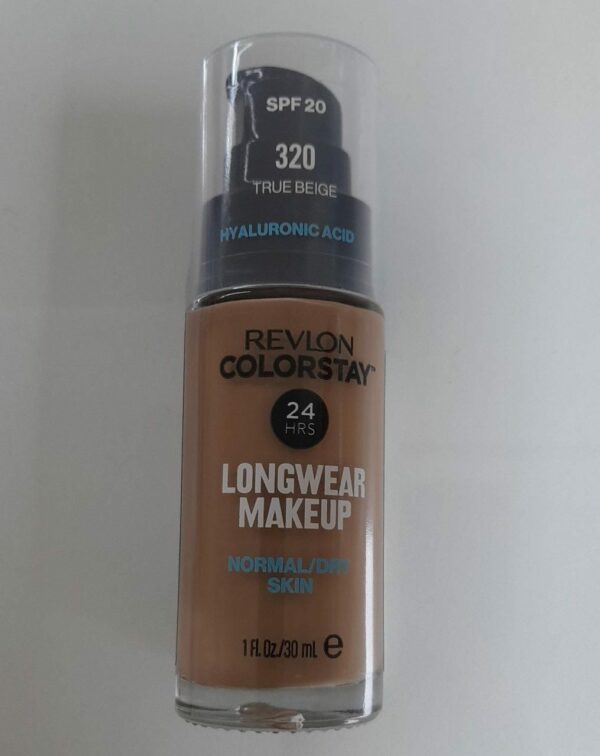 SPF 20
320
TRUE BEIGE
HYALURONIC ACID
REVLON
COLORSTAY™
24
HRS
LONGWEAR
MAKEUP
NORMAL/DRY
SKIN
1 Fl. Oz./30 mL ℮